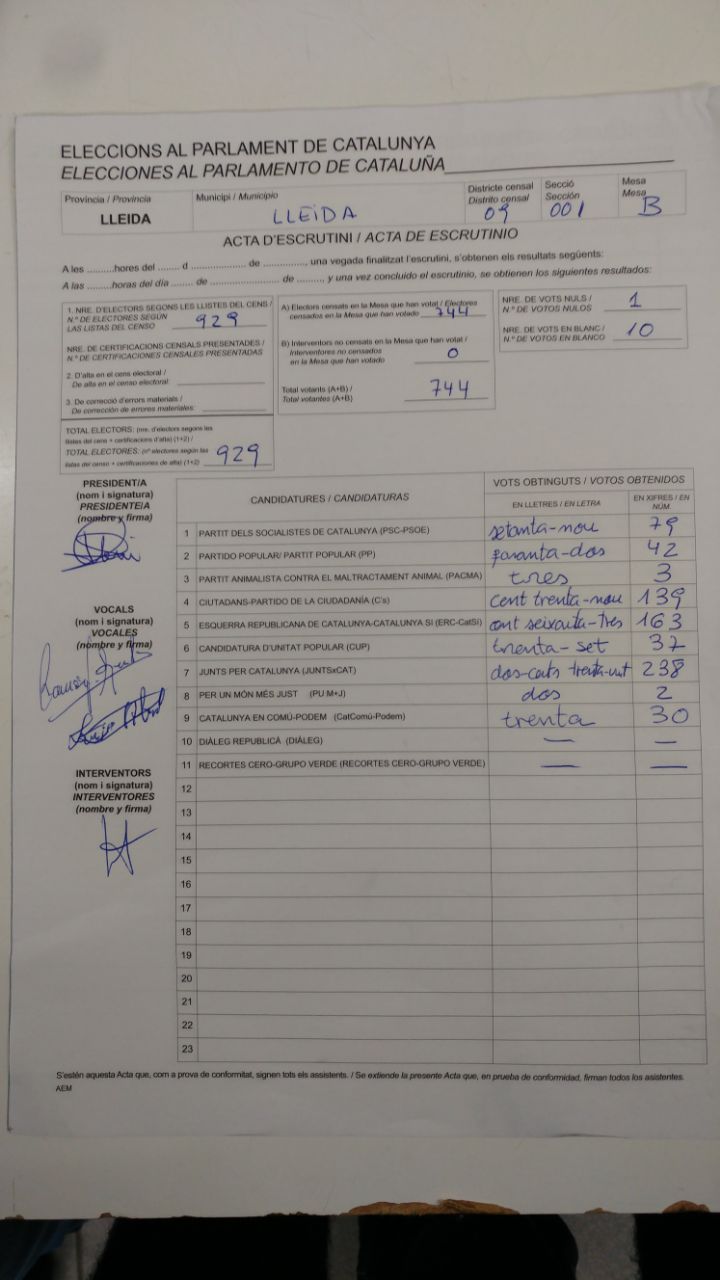 ELECCIONS AL PARLAMENT DE CATALUNYA
ELECCIONES AL PARLAMENTO DE CATALUÑA
Província / Provincia
LLEIDA
Municipi / Municipio
LLEIDA
Districte censal
Distrito censal
09
Secció
Sección
001
Mesa
Mesa
B
ACTA D'ESCRUTINI / ACTA DE ESCRUTINIO
A les ..........hores del ........ d ........................ de ..............., una vegada finalitzat l'escrutini, s'obtenen els resultats següents:
A las ..........horas del día ........ de ........................ de ..............., y una vez concluido el escrutinio, se obtienen los siguientes resultados:
1. NRE. D'ELECTORS SEGONS LES LLISTES DEL CENS /
N.º DE ELECTORES SEGÚN
LAS LISTAS DEL CENSO
929
NRE. DE CERTIFICACIONS CENSALS PRESENTADES /
N.º DE CERTIFICACIONES CENSALES PRESENTADAS
2. D'alta en el cens electoral /
De alta en el censo electoral:
3. De correcció d'errors materials /
De corrección de errores materiales:
TOTAL ELECTORS: (nre. d'electors segons les
llistes del cens + certificacions d'alta) (1+2) /
TOTAL ELECTORES: (nº electores según las
listas del censo + certificaciones de alta) (1+2)
929
A) Electors censats en la Mesa que han votat / Electores
censados en la Mesa que han votado
744
B) Interventors no censats en la Mesa que han votat /
Interventores no censados
en la Mesa que han votado
0
Total votants (A+B) /
Total votantes (A+B)
744
NRE. DE VOTS NULS /
N.º DE VOTOS NULOS
1
NRE. DE VOTS EN BLANC /
N.º DE VOTOS EN BLANCO
10
PRESIDENT/A
(nom i signatura)
PRESIDENTE/A
(nombre y firma)
VOCALS
(nom i signatura)
VOCALES
(nombre y firma)
INTERVENTORS
(nom i signatura)
INTERVENTORES
(nombre y firma)
CANDIDATURES / CANDIDATURAS
VOTS OBTINGUTS / VOTOS OBTENIDOS
EN LLETRES / EN LETRA
EN XIFRES / EN NÚM.
1 PARTIT DELS SOCIALISTES DE CATALUNYA (PSC-PSOE) setanta-nou 79
2 PARTIDO POPULAR/ PARTIT POPULAR (PP) quaranta-dos 42
3 PARTIT ANIMALISTA CONTRA EL MALTRACTAMENT ANIMAL (PACMA) tres 3
4 CIUTADANS-PARTIDO DE LA CIUDADANÍA (C's) cent trenta-nou 139
5 ESQUERRA REPUBLICANA DE CATALUNYA-CATALUNYA SÍ (ERC-CatSí) cent seixanta-tres 163
6 CANDIDATURA D'UNITAT POPULAR (CUP) trenta-set 37
7 JUNTS PER CATALUNYA (JUNTSxCAT) dos-cents trenta-vuit 238
8 PER UN MÓN MÉS JUST (PU M+J) dos 2
9 CATALUNYA EN COMÚ-PODEM (CatComú-Podem) trenta 30
10 DIÀLEG REPUBLICÀ (DIÀLEG) — —
11 RECORTES CERO-GRUPO VERDE (RECORTES CERO-GRUPO VERDE) — —
12
13
14
15
16
17
18
19
20
21
22
23
S'estén aquesta Acta que, com a prova de conformitat, signen tots els assistents. / Se extiende la presente Acta que, en prueba de conformidad, firman todos los asistentes.
AEM